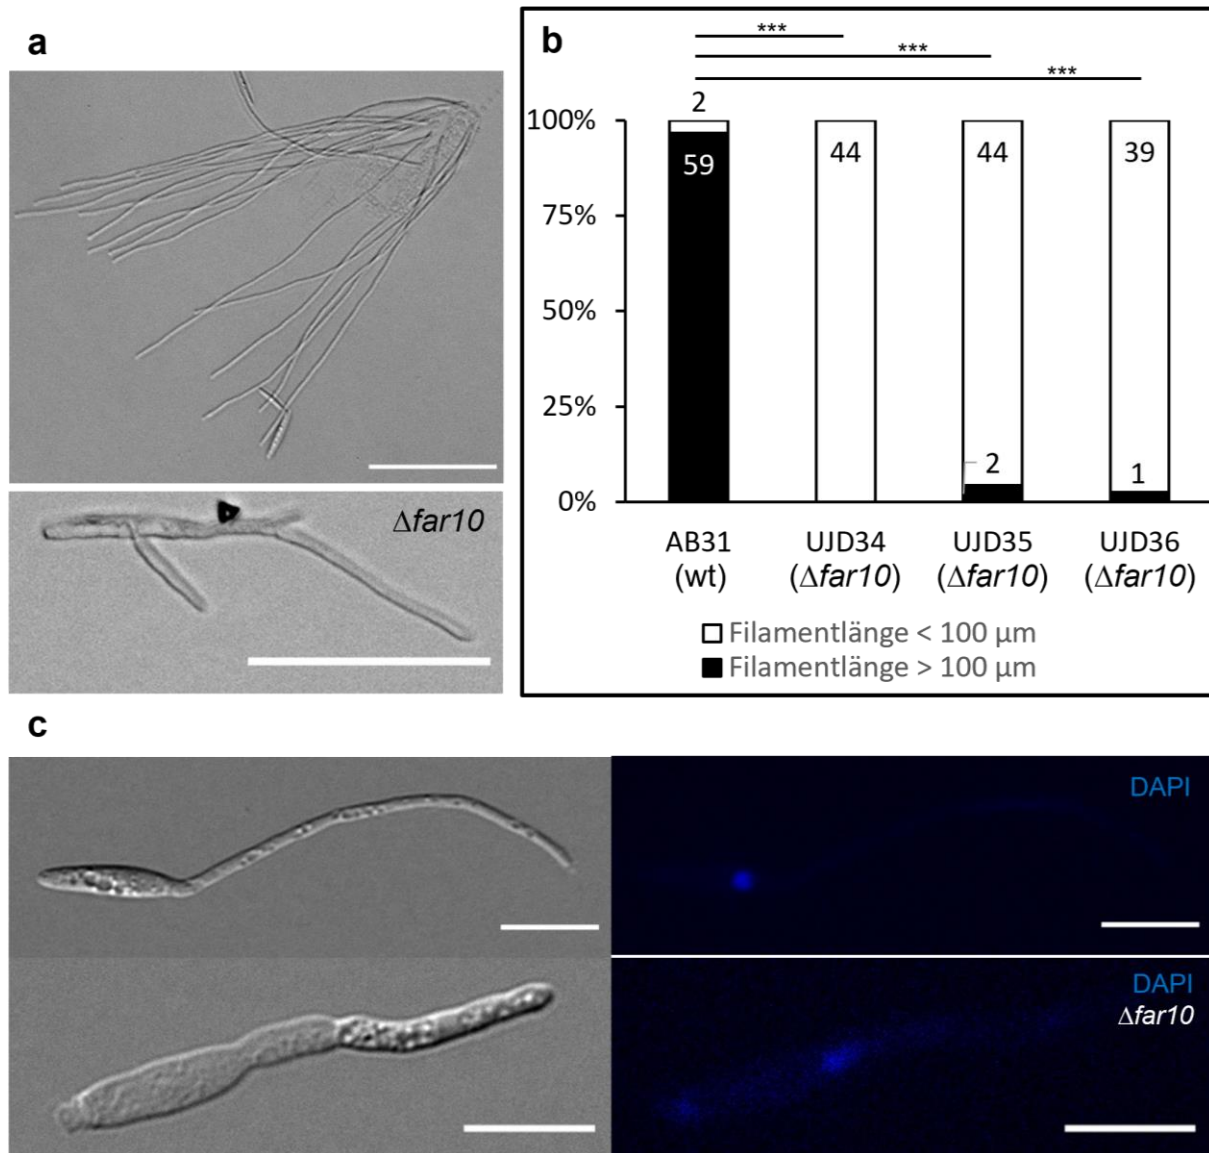 a
Δfar10
b
***
***
***
2
100%
59
44
44
39
75%
50%
25%
2
1
0%
AB31
(wt)
UJD34
(Δfar10)
UJD35
(Δfar10)
UJD36
(Δfar10)
Filamentlänge < 100 µm
Filamentlänge > 100 µm
c
DAPI
DAPI
Δfar10